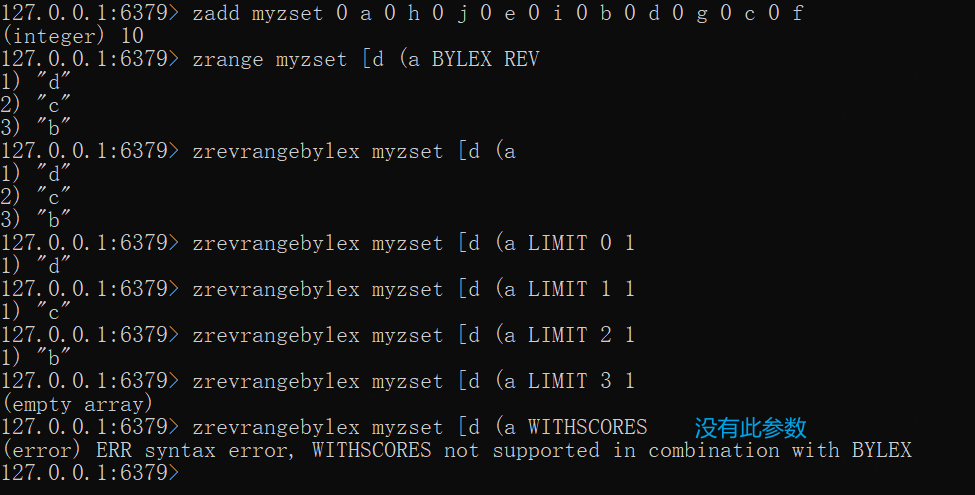 127.0.0.1:6379> zadd myzset 0 a 0 h 0 j 0 e 0 i 0 b 0 d 0 g 0 c 0 f
(integer) 10
127.0.0.1:6379> zrange myzset [d (a BYLEX REV
1) "d"
2) "c"
3) "b"
127.0.0.1:6379> zrevrangebylex myzset [d (a
1) "d"
2) "c"
3) "b"
127.0.0.1:6379> zrevrangebylex myzset [d (a LIMIT 0 1
1) "d"
127.0.0.1:6379> zrevrangebylex myzset [d (a LIMIT 1 1
1) "c"
127.0.0.1:6379> zrevrangebylex myzset [d (a LIMIT 2 1
1) "b"
127.0.0.1:6379> zrevrangebylex myzset [d (a LIMIT 3 1
(empty array)
127.0.0.1:6379> zrevrangebylex myzset [d (a WITHSCORES 没有此参数
(error) ERR syntax error, WITHSCORES not supported in combination with BYLEX
127.0.0.1:6379>